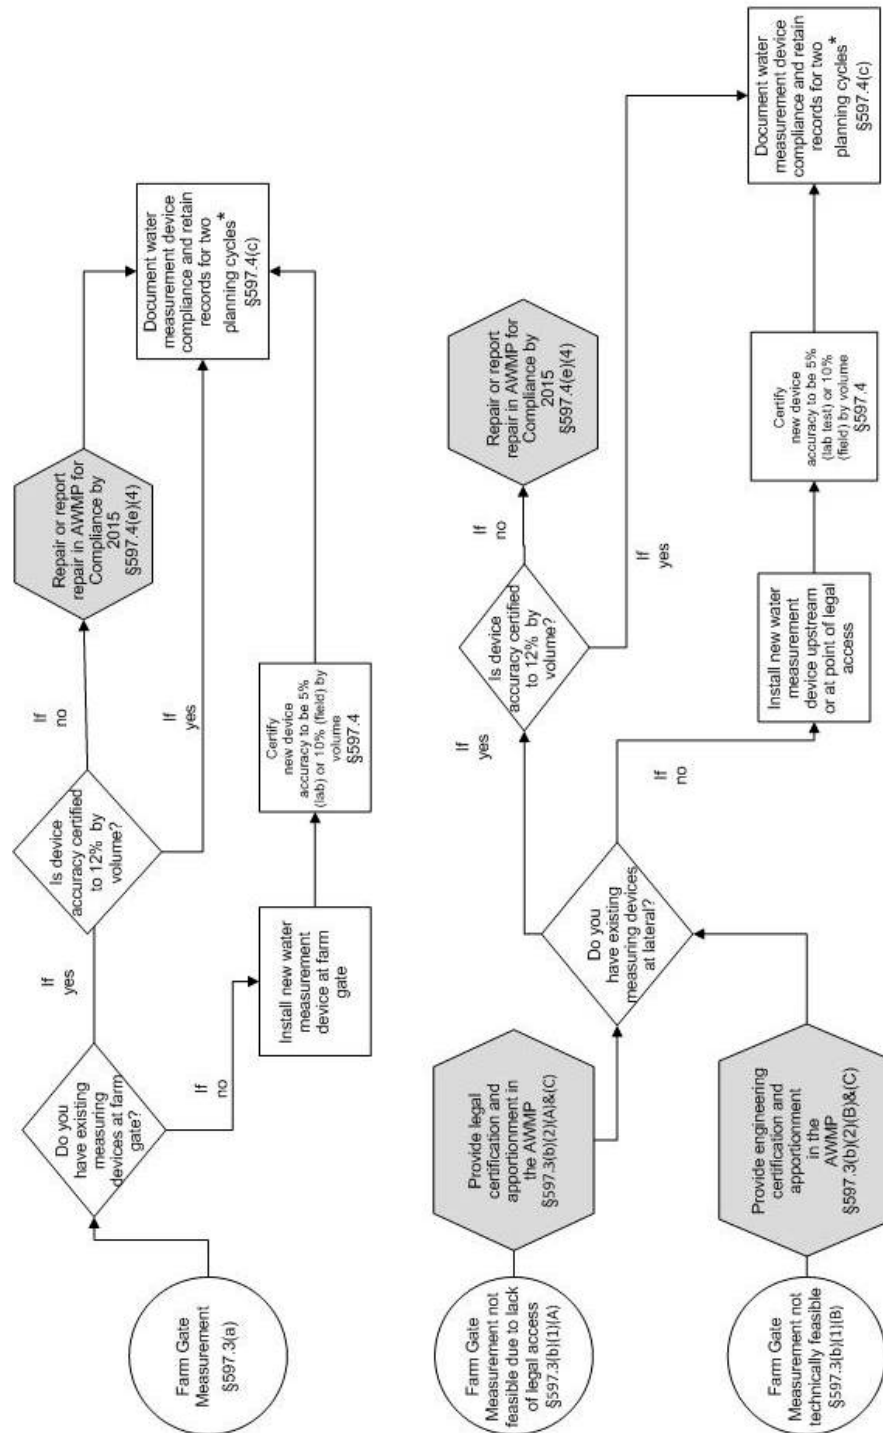 Farm Gate
Measurement
§597.3(a)
Do you
have existing
measuring
devices at farm
gate?
If
yes
If
no
Is device
accuracy certified
to 12% by
volume?
If
no
If
yes
Repair or report
repair in AWMP for
Compliance by
2015
§597.4(e)(4)
Install new water
measurement
device at farm
gate
Certify
new device
accuracy to be 5%
(lab) or 10% (field) by
volume
§597.4
Document water
measurement device
compliance and retain
records for two
planning cycles*
§597.4(c)
Farm Gate
Measurement not
feasible due to lack
of legal access
§597.3(b)(1)(A)
Provide legal
certification and
apportionment in
the AWMP
§597.3(b)(2)(A)&(C)
Farm Gate
Measurement not
technically feasible
§597.3(b)(1)(B)
Provide engineering
certification and
apportionment
in the
AWMP
§597.3(b)(2)(B)&(C)
Do you
have existing
measuring devices
at lateral?
If
yes
If
no
Is device
accuracy certified
to 12% by
volume?
If
no
If
yes
Repair or report
repair in AWMP for
Compliance by
2015
§597.4(e)(4)
Install new water
measurement
device upstream
or at point of legal
access
Certify
new device
accuracy to be 5%
(lab test) or 10%
(field) by volume
§597.4
Document water
measurement device
compliance and retain
records for two
planning cycles*
§597.4(c)